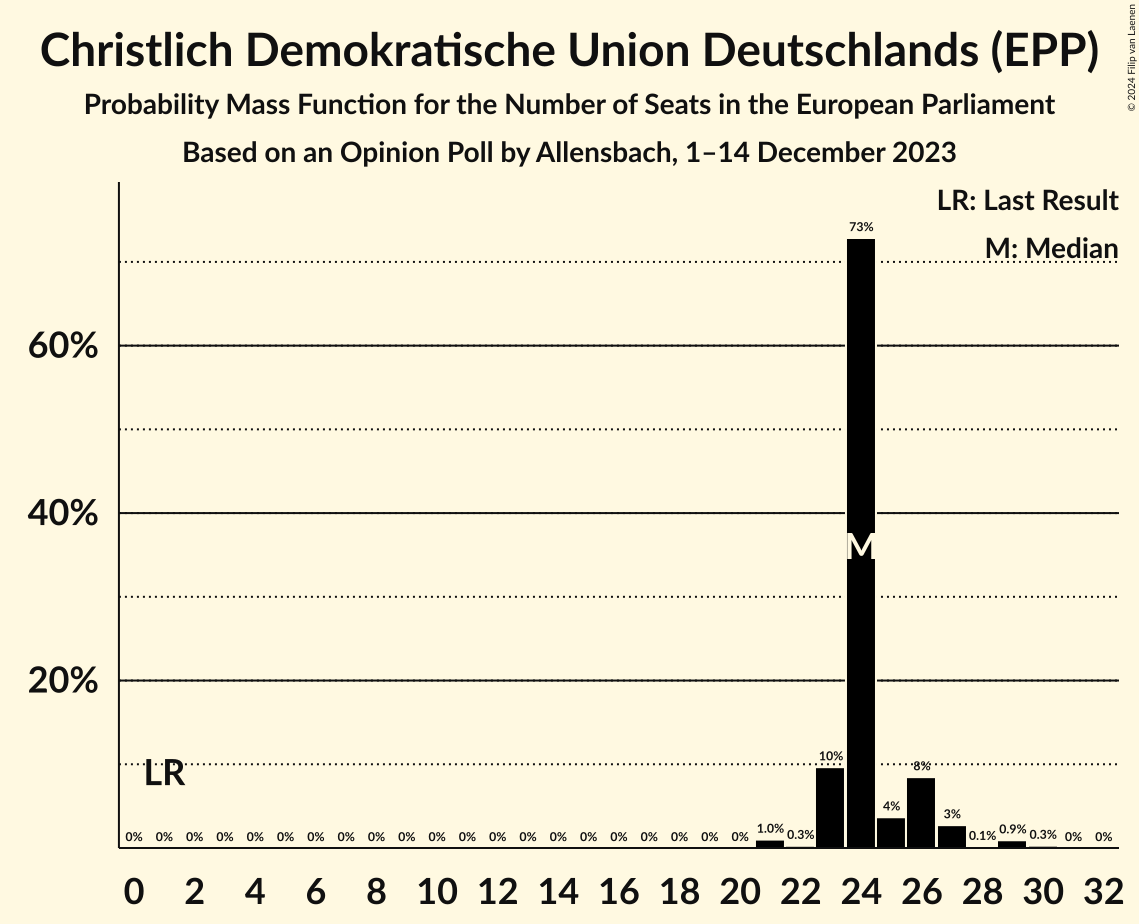 Christlich Demokratische Union Deutschlands (EPP)
Probability Mass Function for the Number of Seats in the European Parliament
Based on an Opinion Poll by Allensbach, 1–14 December 2023
© 2024 Filip van Laenen
LR: Last Result
M: Median
60%
40%
20%
LR
M
0% 0% 0% 0% 0% 0% 0% 0% 0% 0% 0% 0% 0% 0% 0% 0% 0% 0% 0% 0% 0% 1.0% 0.3% 10% 73% 4% 8% 3% 0.1% 0.9% 0.3% 0% 0%
0 2 4 6 8 10 12 14 16 18 20 22 24 26 28 30 32